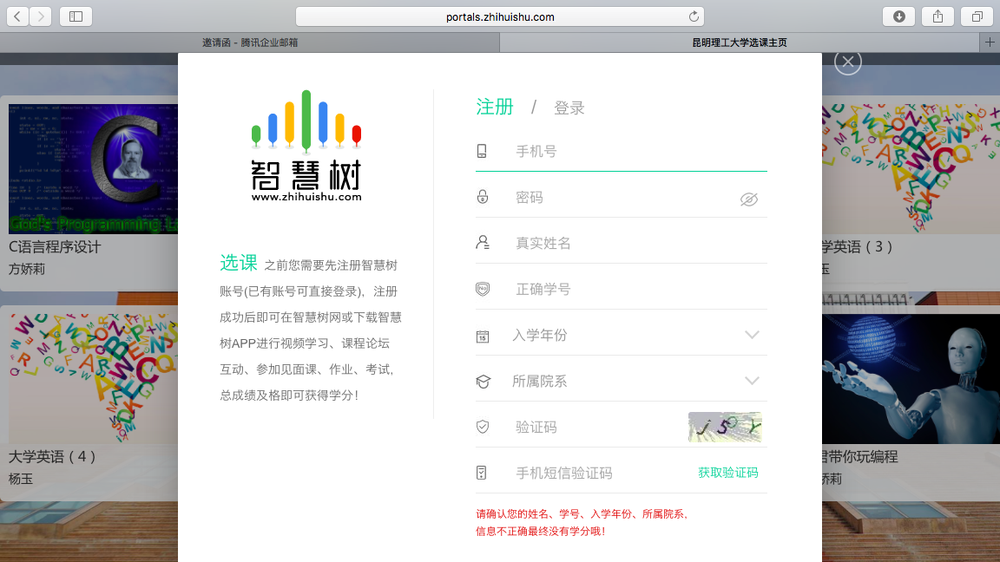 portals.zhihuishu.com
邀请函 - 腾讯企业邮箱
昆明理工大学选课主页
智慧树
www.zhihuishu.com
选课 之前您需要先注册智慧树
账号(已有账号可直接登录)，注册
成功后即可在智慧树网或下载智慧
树APP进行视频学习、课程论坛
互动、参加见面课、作业、考试,
总成绩及格即可获得学分！
注册 / 登录
手机号
密码
真实姓名
正确学号
入学年份
15
所属院系
验证码
手机短信验证码
获取验证码
请确认您的姓名、学号、入学年份、所属院系,
信息不正确最终没有学分哦！
God's Programming La
C语言程序设计
方娇莉
大学英语（4）
杨玉
学英语（3）
玉
带你玩编程
娇莉